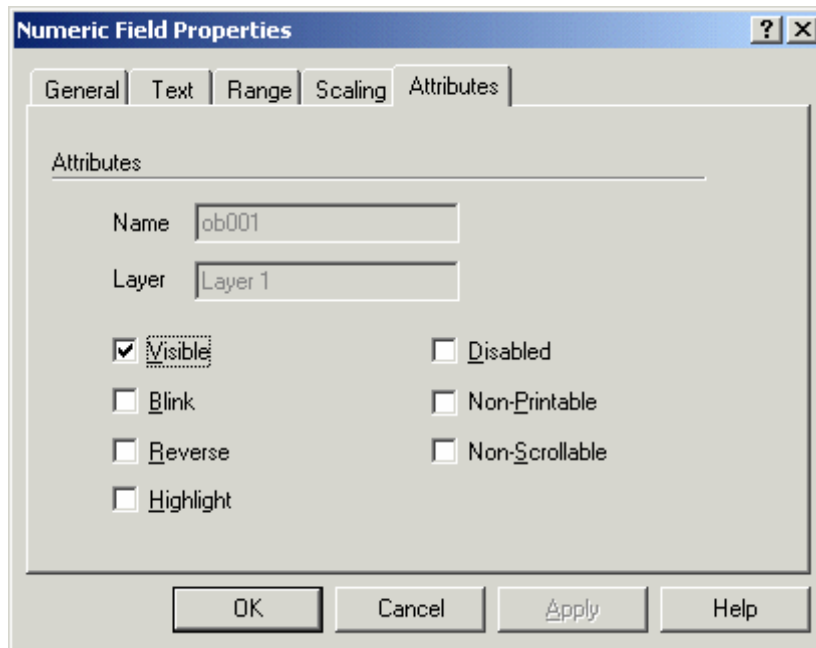 Numeric Field Properties
General Text Range Scaling Attributes
Attributes
Name ob001
Layer Layer 1
Visible Disabled
Blink Non-Printable
Reverse Non-Scrollable
Highlight
OK Cancel Apply Help